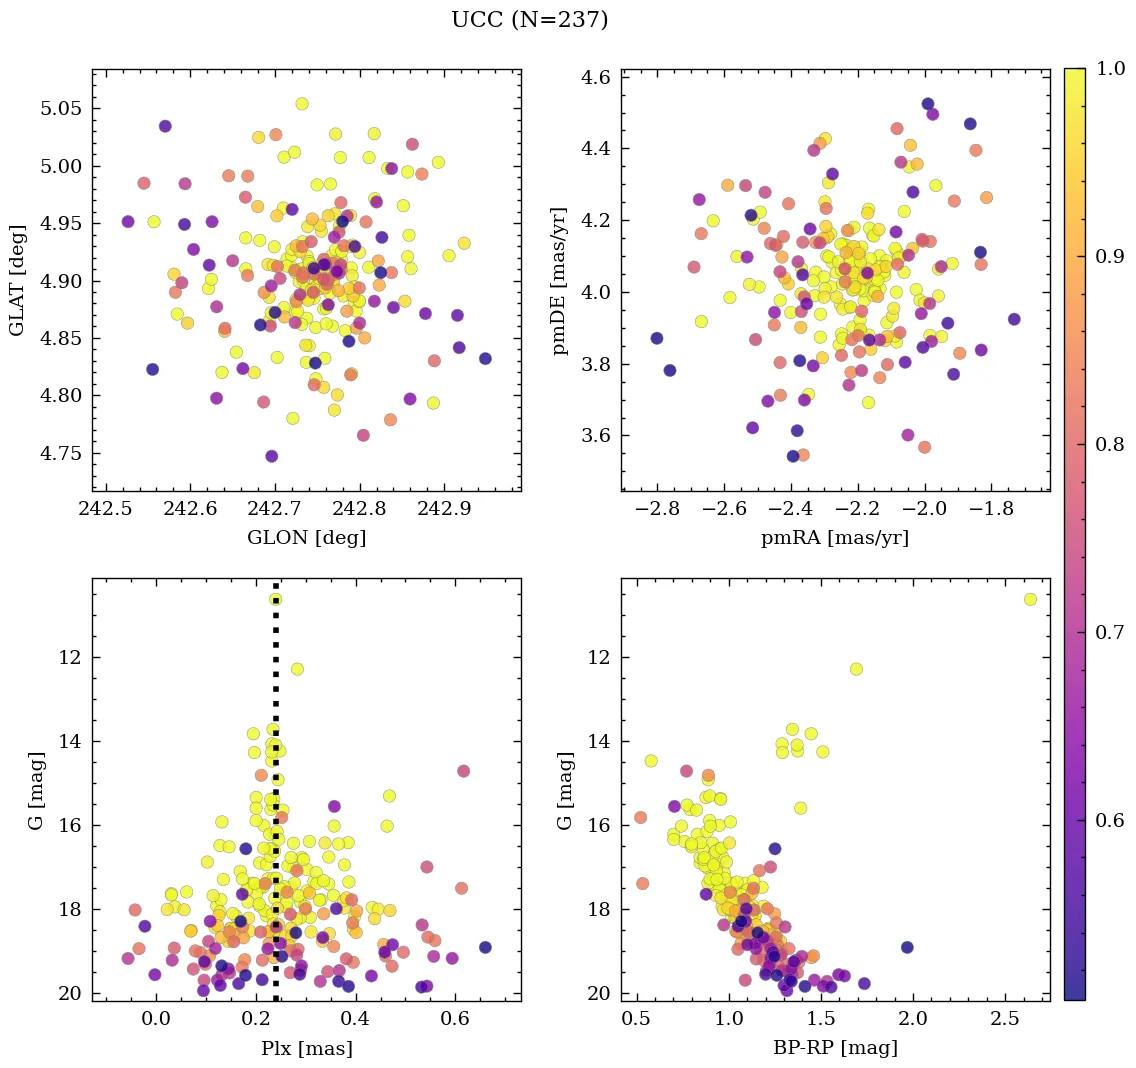 UCC (N=237)
5.05
5.00
4.95
4.90
4.85
4.80
4.75
GLAT [deg]
242.5 242.6 242.7 242.8 242.9
GLON [deg]
4.6
4.4
4.2
4.0
3.8
3.6
pmDE [mas/yr]
−2.8 −2.6 −2.4 −2.2 −2.0 −1.8
pmRA [mas/yr]
12
14
16
18
20
G [mag]
0.0 0.2 0.4 0.6
Plx [mas]
12
14
16
18
20
G [mag]
0.5 1.0 1.5 2.0 2.5
BP-RP [mag]
1.0
0.9
0.8
0.7
0.6